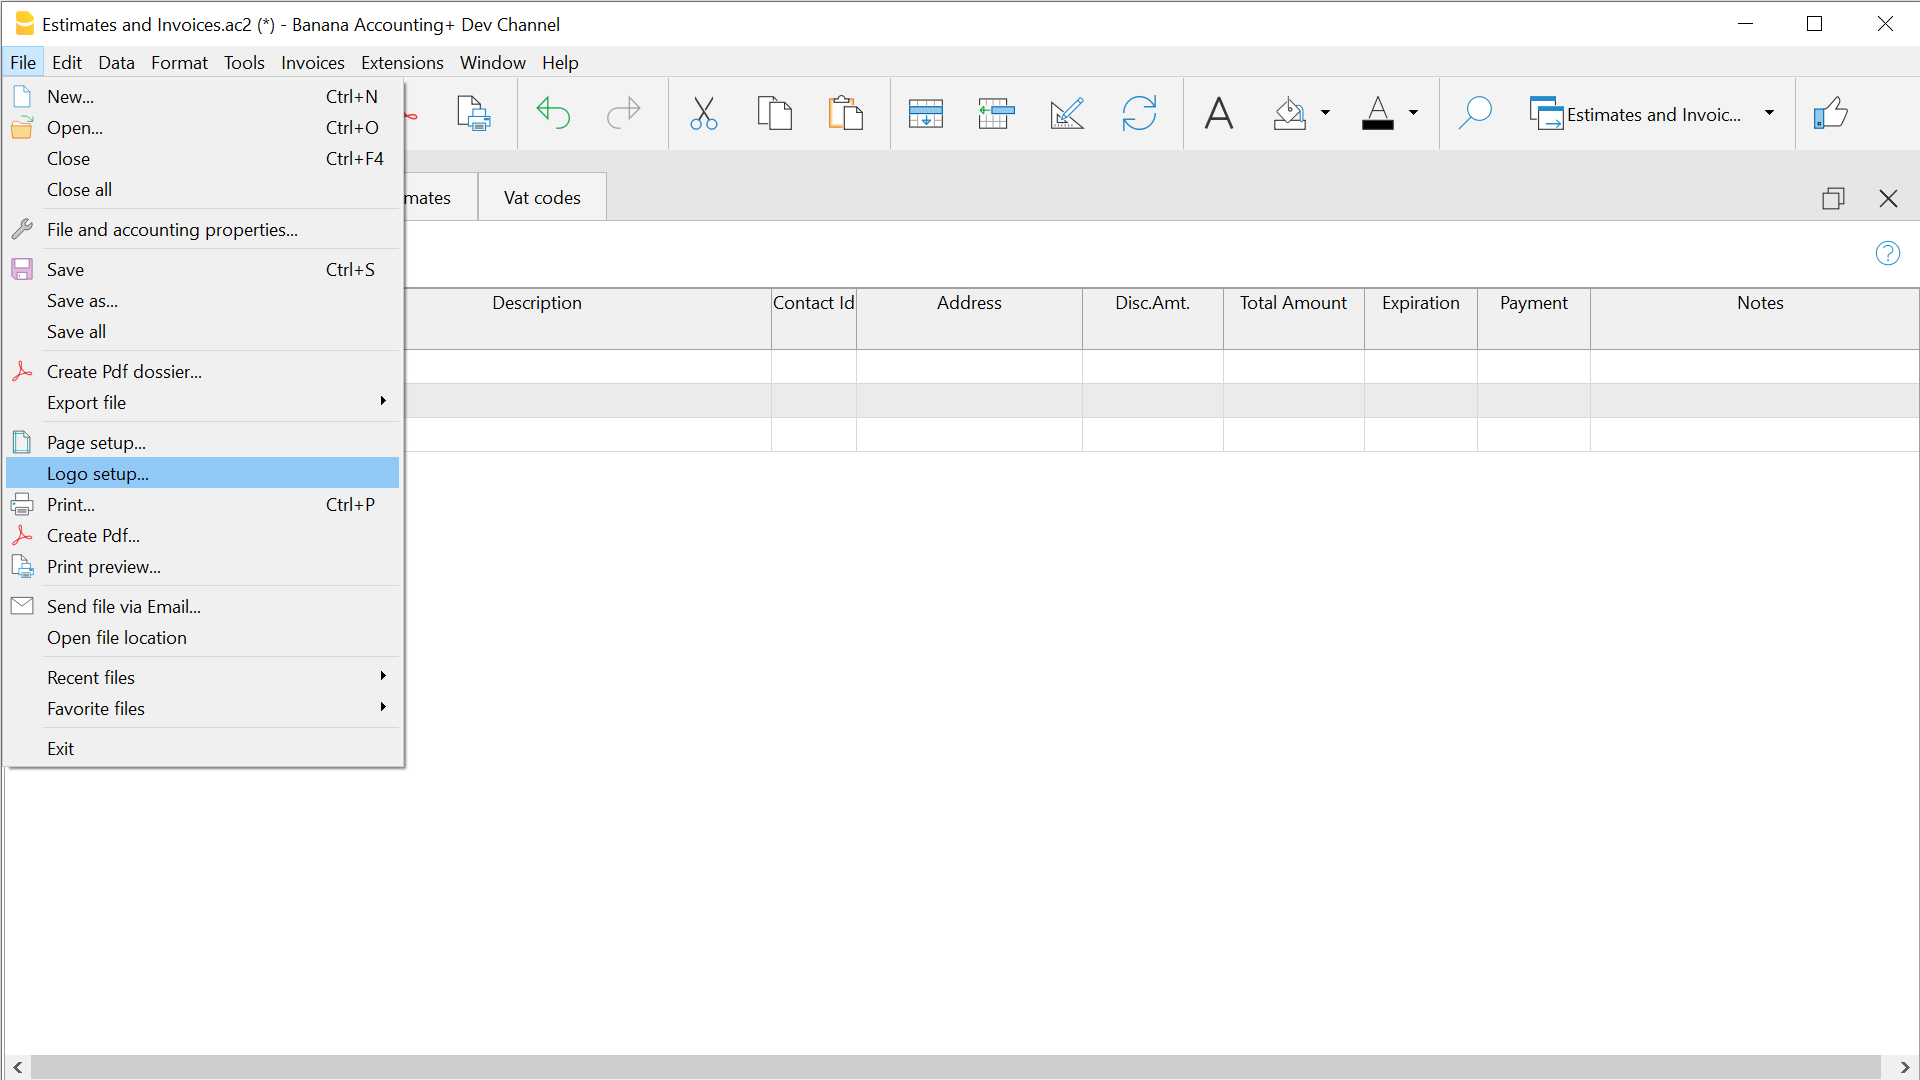 Estimates and Invoices.ac2 (*) - Banana Accounting+ Dev Channel
File Edit Data Format Tools Invoices Extensions Window Help
New... Ctrl+N
Open... Ctrl+O
Close Ctrl+F4
Close all
File and accounting properties...
Save Ctrl+S
Save as...
Save all
Create Pdf dossier...
Export file
Page setup...
Logo setup...
Print... Ctrl+P
Create Pdf...
Print preview...
Send file via Email...
Open file location
Recent files
Favorite files
Exit
Estimates and Invoic...
mates
Vat codes
Description Contact Id Address Disc.Amt. Total Amount Expiration Payment Notes